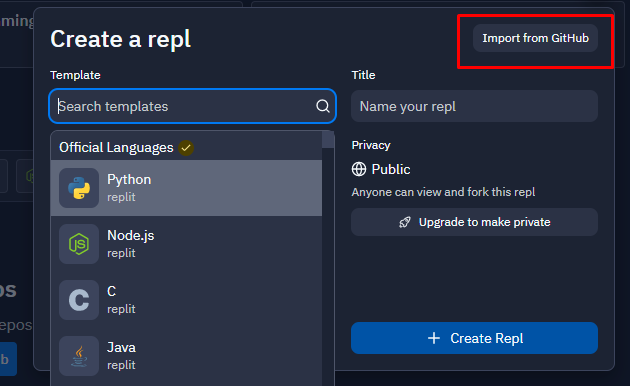 ming
Create a repl
Import from GitHub
Template
Title
Search templates
Name your repl
Official Languages
Privacy
Python
replit
Public
Anyone can view and fork this repl
Node.js
replit
Upgrade to make private
C
replit
Java
replit
Create Repl
os
epos
b